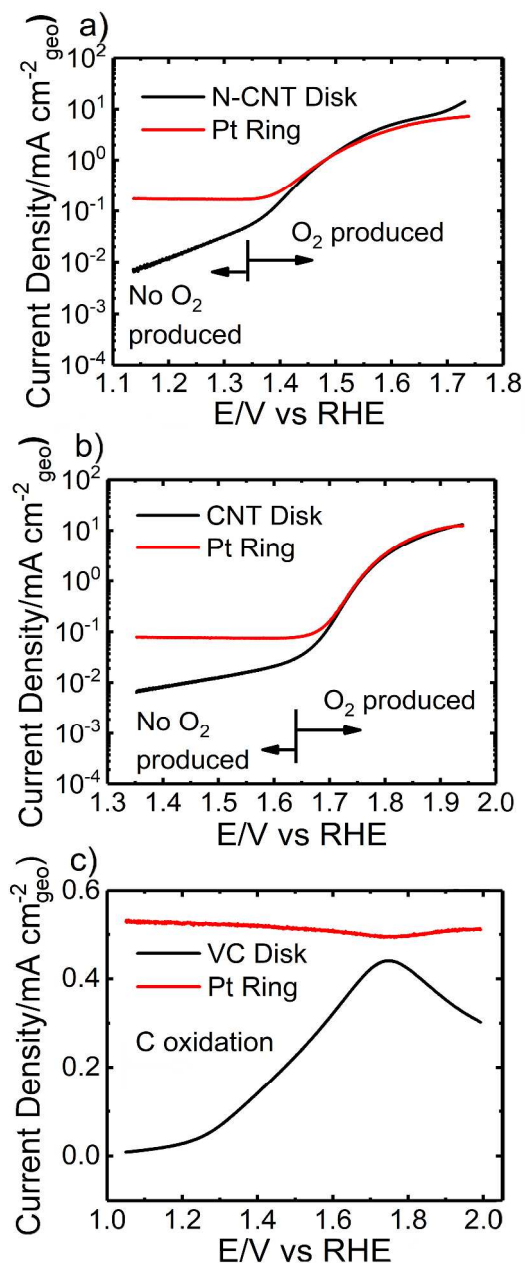 a)
Current Density/mA cm⁻²geo)
10²
10¹
10⁰
10⁻¹
10⁻²
10⁻³
10⁻⁴
N-CNT Disk
Pt Ring
O₂ produced
No O₂
produced
1.1 1.2 1.3 1.4 1.5 1.6 1.7 1.8
E/V vs RHE
b)
Current Density/mA cm⁻²geo)
10²
10¹
10⁰
10⁻¹
10⁻²
10⁻³
10⁻⁴
CNT Disk
Pt Ring
No O₂
produced
O₂ produced
1.3 1.4 1.5 1.6 1.7 1.8 1.9 2.0
E/V vs RHE
c)
Current Density/mA cm⁻²geo)
0.6
0.4
0.2
0.0
VC Disk
Pt Ring
C oxidation
1.0 1.2 1.4 1.6 1.8 2.0
E/V vs RHE